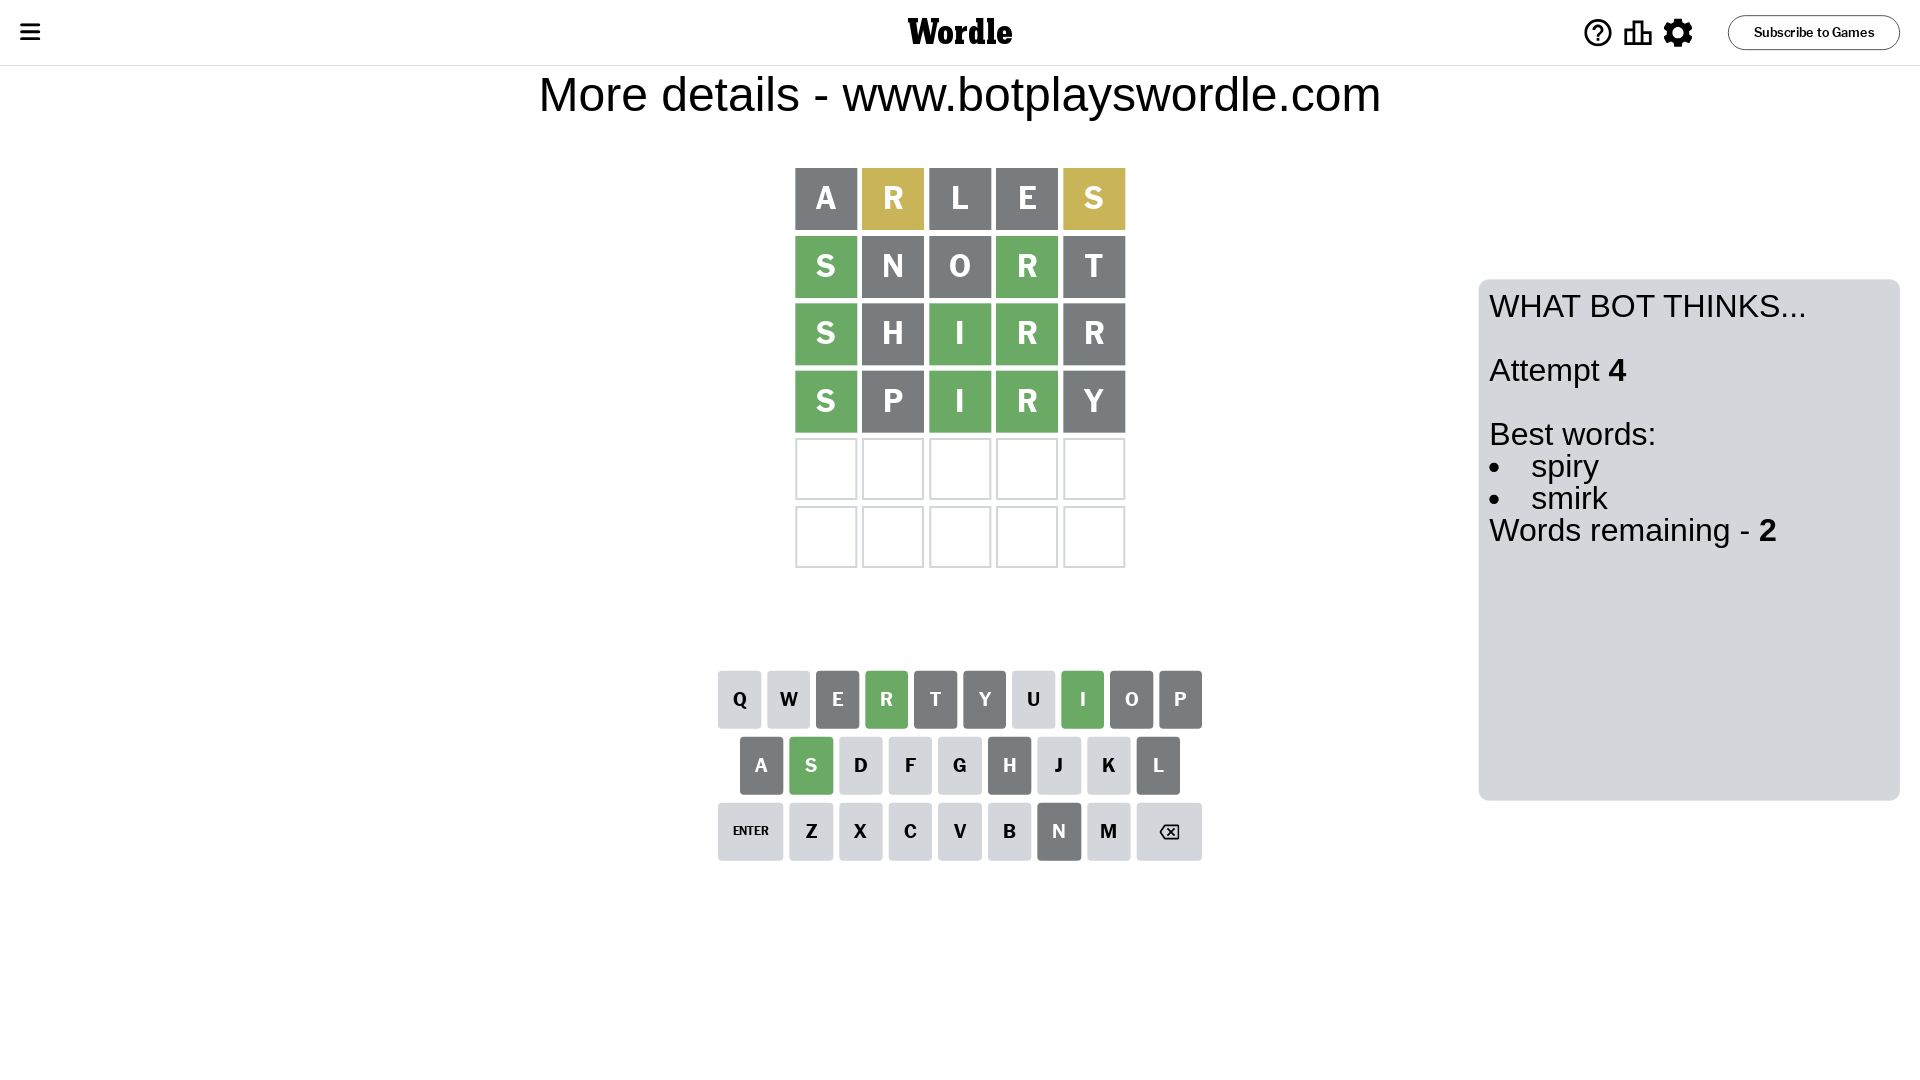 Wordle
Subscribe to Games
More details - www.botplayswordle.com
A R L E S
S N O R T
S H I R R
S P I R Y
WHAT BOT THINKS...
Attempt 4
Best words:
• spiry
• smirk
Words remaining - 2
Q W E R T Y U I O P
A S D F G H J K L
ENTER Z X C V B N M